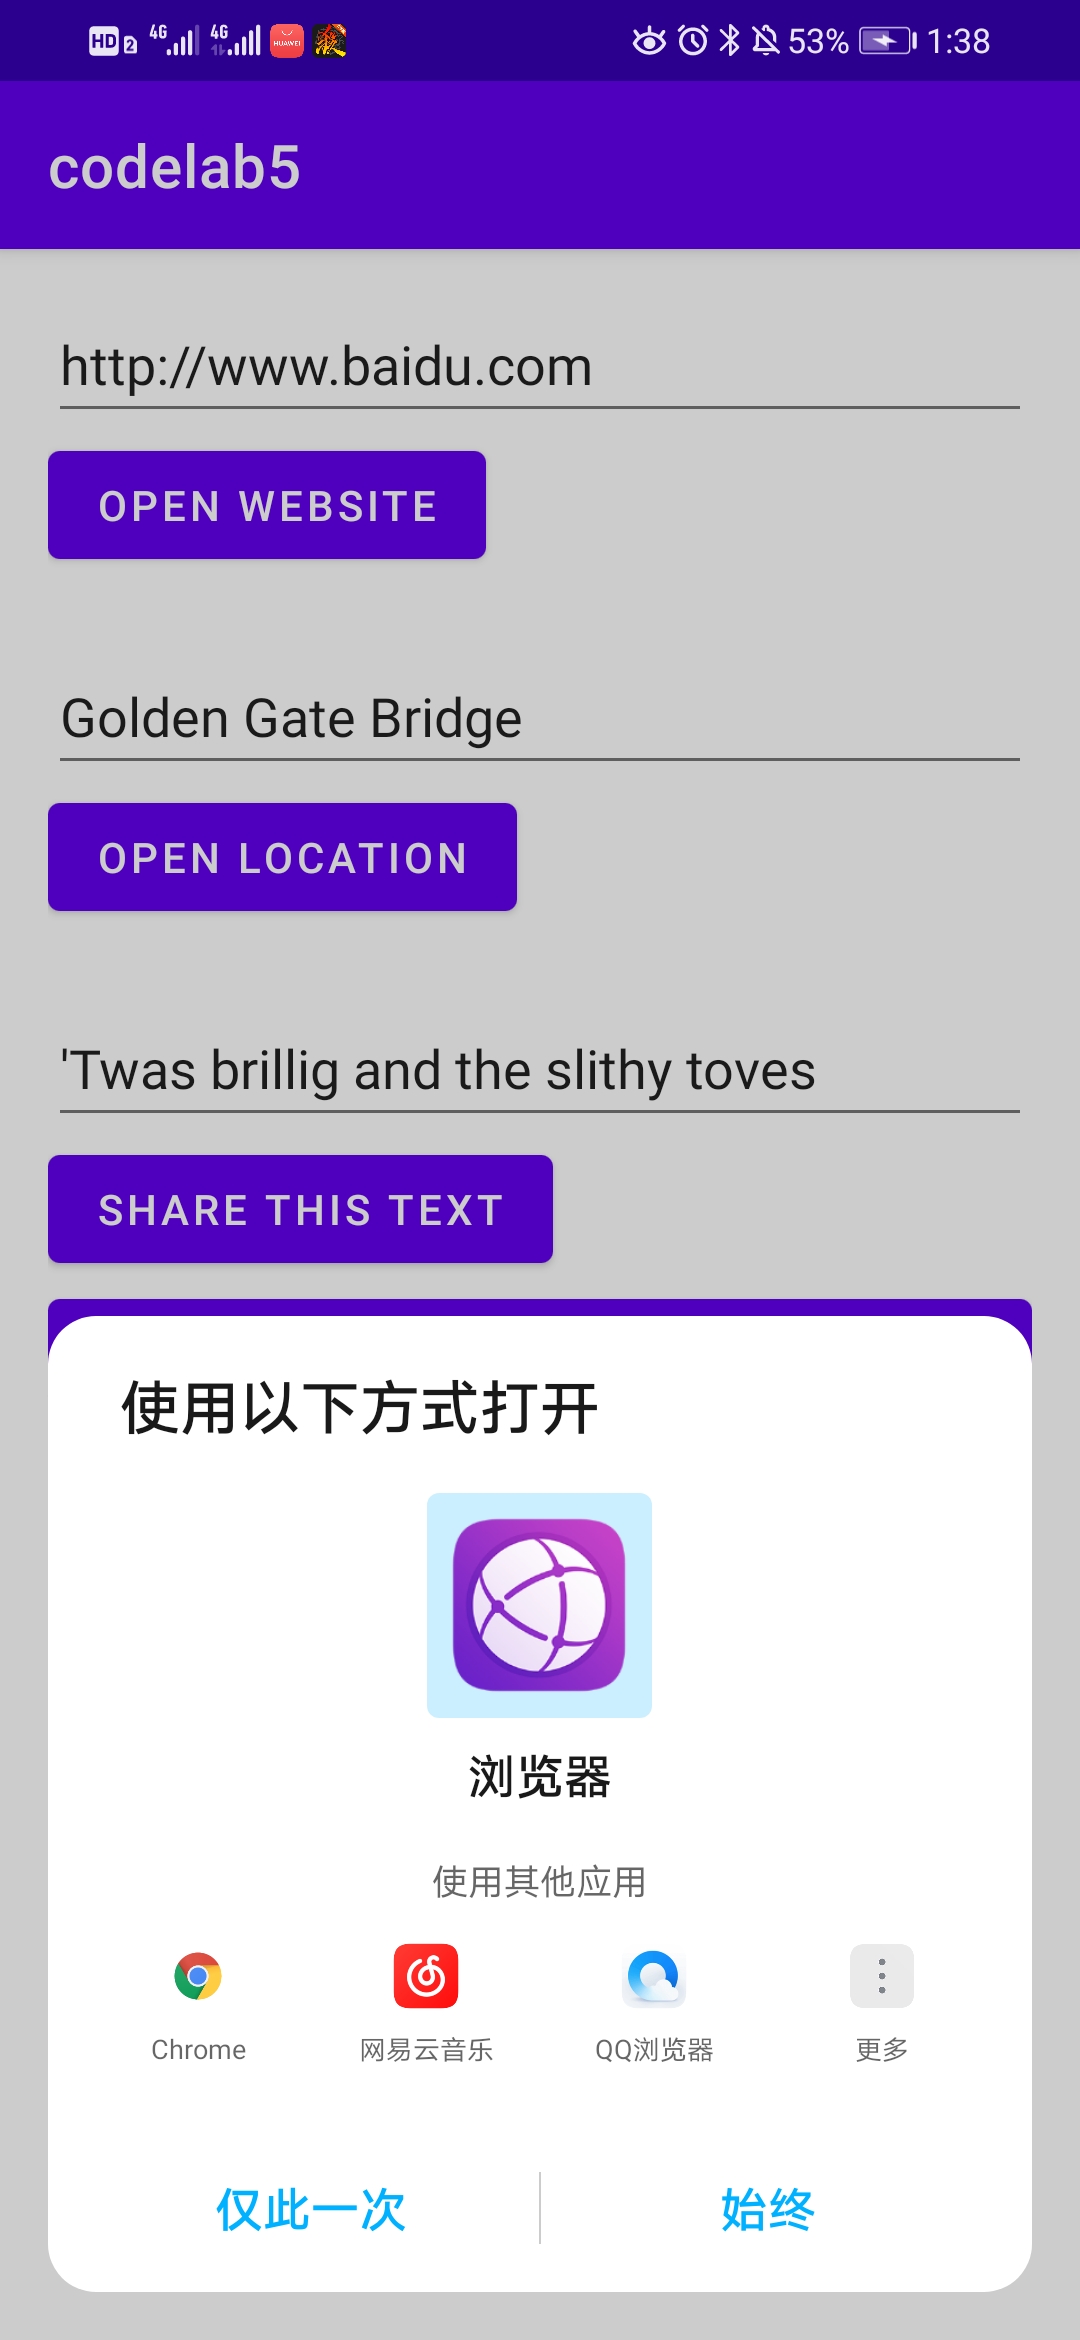 HD 2 4G 4G HUAWEI 53% 1:38
codelab5
http://www.baidu.com
OPEN WEBSITE
Golden Gate Bridge
OPEN LOCATION
'Twas brillig and the slithy toves
SHARE THIS TEXT
使用以下方式打开
浏览器
使用其他应用
Chrome 网易云音乐 QQ浏览器 更多
仅此一次 始终